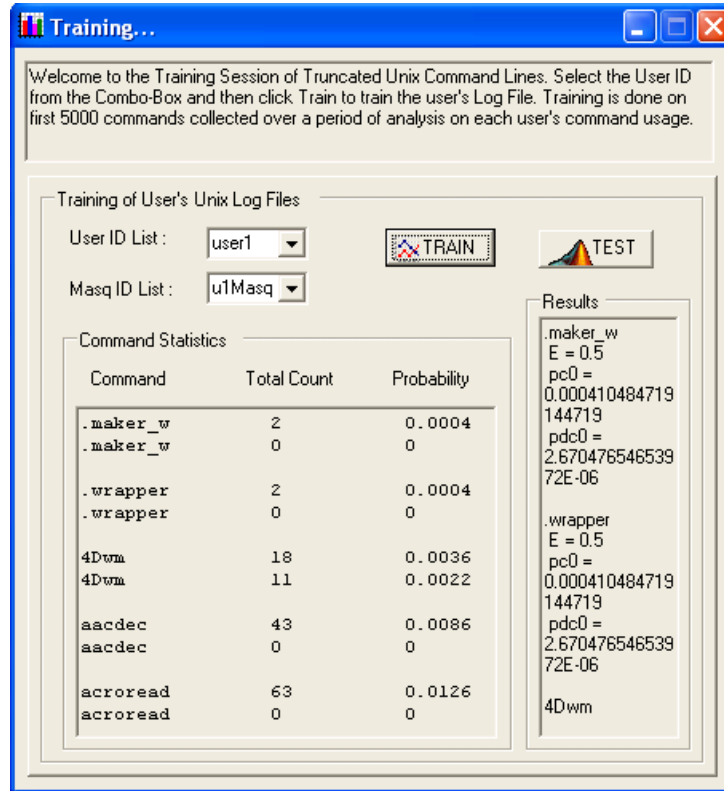 Training...
Welcome to the Training Session of Truncated Unix Command Lines. Select the User ID
from the Combo-Box and then click Train to train the user's Log File. Training is done on
first 5000 commands collected over a period of analysis on each user's command usage.
Training of User's Unix Log Files
User ID List : user1 TRAIN TEST
Masq ID List : u1Masq
Command Statistics
Command Total Count Probability
.maker_w 2 0.0004
.maker_w 0 0
.wrapper 2 0.0004
.wrapper 0 0
4Dwm 18 0.0036
4Dwm 11 0.0022
aacdec 43 0.0086
aacdec 0 0
acroread 63 0.0126
acroread 0 0
Results
.maker_w
E = 0.5
pc0 =
0.000410484719
144719
pdc0 =
2.670476546539
72E-06
.wrapper
E = 0.5
pc0 =
0.000410484719
144719
pdc0 =
2.670476546539
72E-06
4Dwm